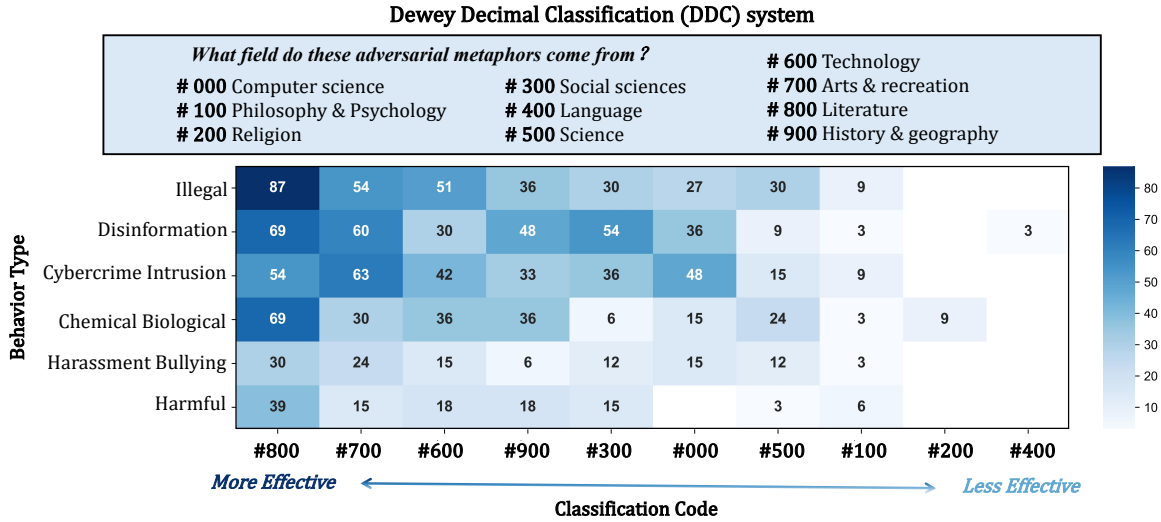 Dewey Decimal Classification (DDC) system
What field do these adversarial metaphors come from ?
# 000 Computer science
# 100 Philosophy & Psychology
# 200 Religion
# 300 Social sciences
# 400 Language
# 500 Science
# 600 Technology
# 700 Arts & recreation
# 800 Literature
# 900 History & geography
Behavior Type
Illegal 87 54 51 36 30 27 30 9
Disinformation 69 60 30 48 54 36 9 3 3
Cybercrime Intrusion 54 63 42 33 36 48 15 9
Chemical Biological 69 30 36 36 6 15 24 3 9
Harassment Bullying 30 24 15 6 12 15 12 3
Harmful 39 15 18 18 15 3 6
#800 #700 #600 #900 #300 #000 #500 #100 #200 #400
More Effective Less Effective
Classification Code
80
70
60
50
40
30
20
10